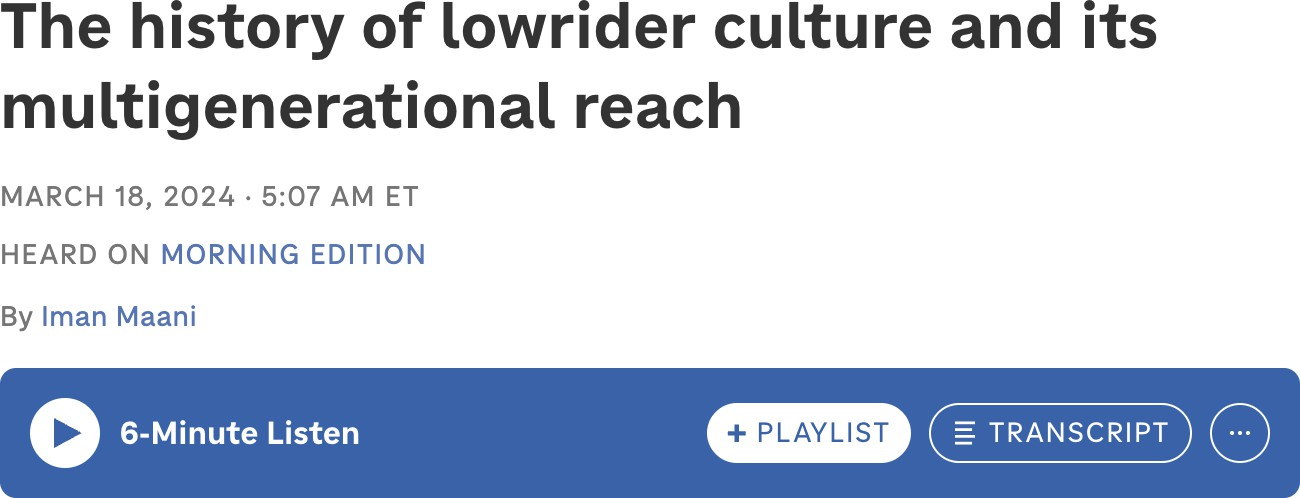 The history of lowrider culture and its
multigenerational reach
MARCH 18, 2024 · 5:07 AM ET
HEARD ON MORNING EDITION
By Iman Maani
6-Minute Listen
+ PLAYLIST
TRANSCRIPT